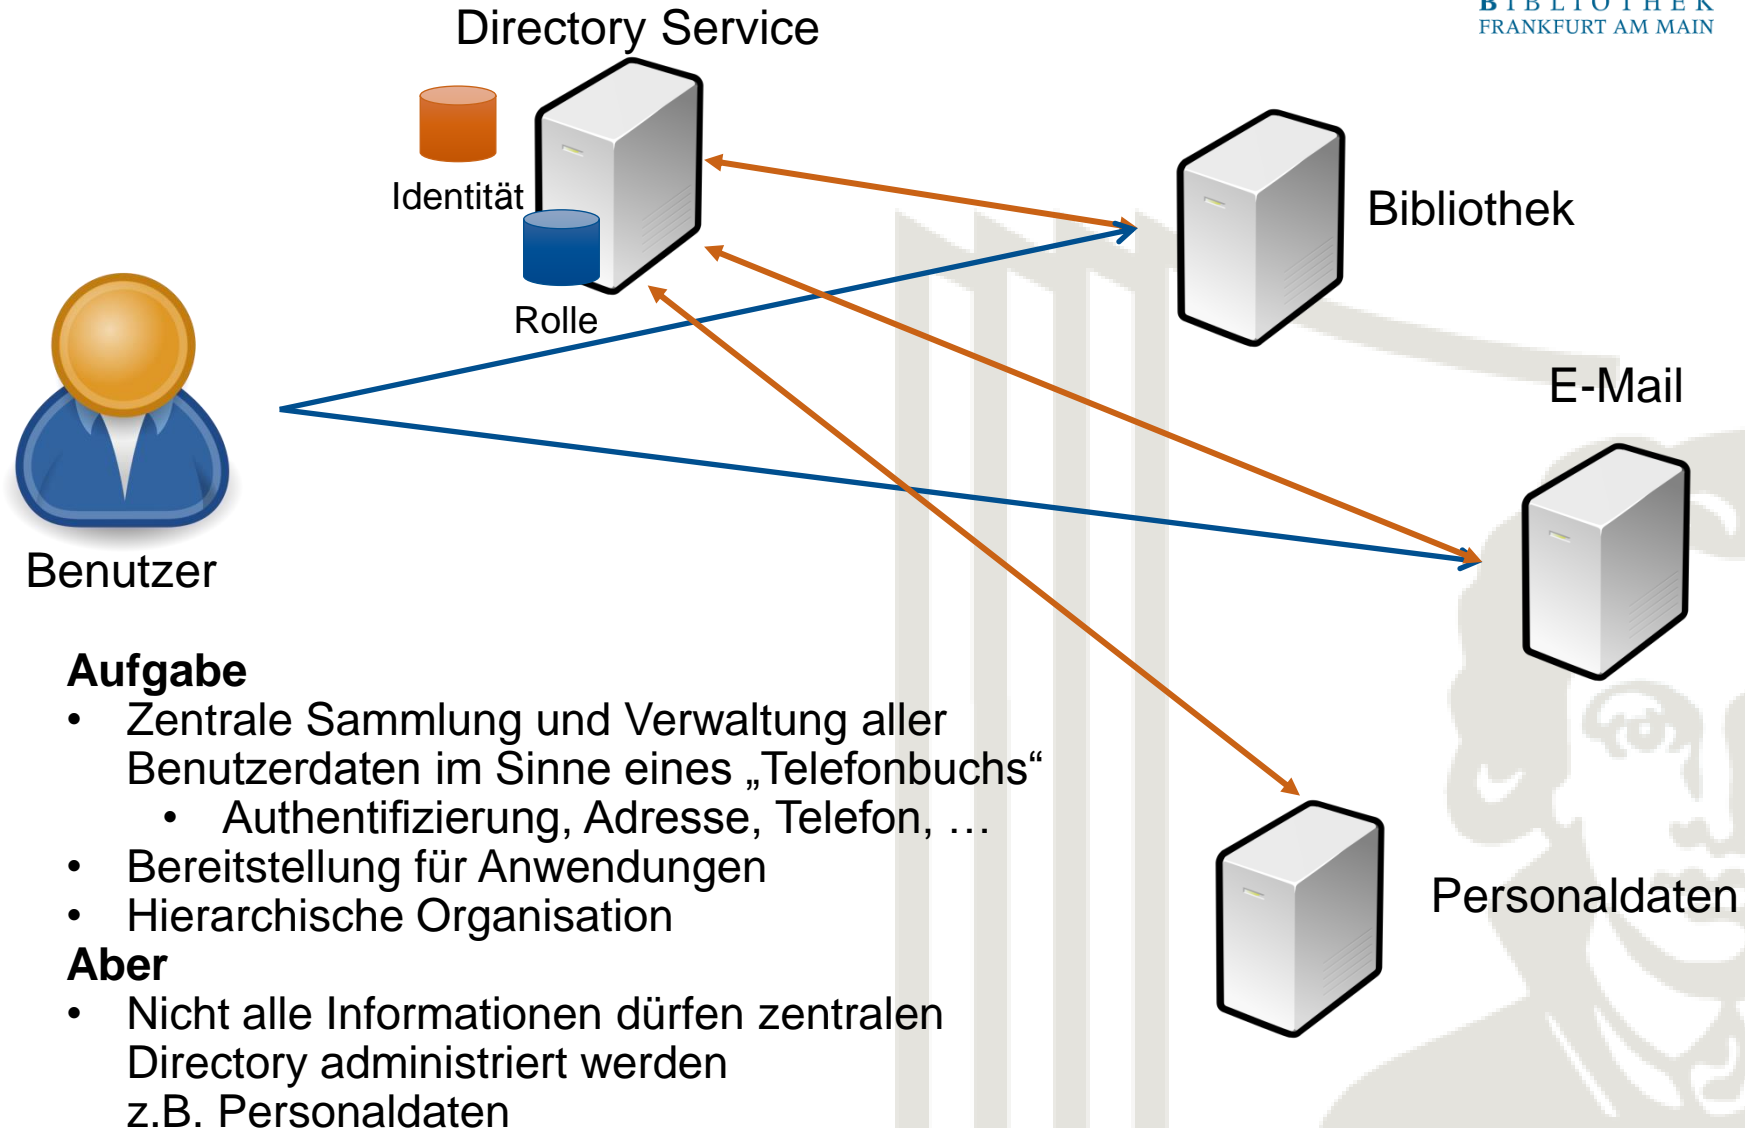 BIBLIOTHEK
FRANKFURT AM MAIN
Directory Service
Identität
Rolle
Bibliothek
E-Mail
Benutzer
Personaldaten
Aufgabe
• Zentrale Sammlung und Verwaltung aller
Benutzerdaten im Sinne eines „Telefonbuchs“
• Authentifizierung, Adresse, Telefon, …
• Bereitstellung für Anwendungen
• Hierarchische Organisation
Aber
• Nicht alle Informationen dürfen zentralen
Directory administriert werden
z.B. Personaldaten